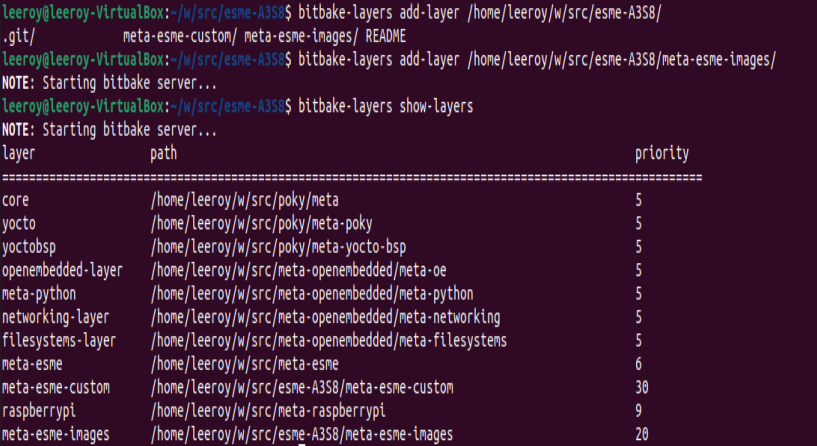 leeroy@leeroy-VirtualBox:~/w/src/esme-A3S8$ bitbake-layers add-layer /home/leeroy/w/src/esme-A3S8/
.git/ meta-esme-custom/ meta-esme-images/ README
leeroy@leeroy-VirtualBox:~/w/src/esme-A3S8$ bitbake-layers add-layer /home/leeroy/w/src/esme-A3S8/meta-esme-images/
NOTE: Starting bitbake server...
leeroy@leeroy-VirtualBox:~/w/src/esme-A3S8$ bitbake-layers show-layers
NOTE: Starting bitbake server...
layer path priority
========================================================================================================
core /home/leeroy/w/src/poky/meta 5
yocto /home/leeroy/w/src/poky/meta-poky 5
yoctobsp /home/leeroy/w/src/poky/meta-yocto-bsp 5
openembedded-layer /home/leeroy/w/src/meta-openembedded/meta-oe 5
meta-python /home/leeroy/w/src/meta-openembedded/meta-python 5
networking-layer /home/leeroy/w/src/meta-openembedded/meta-networking 5
filesystems-layer /home/leeroy/w/src/meta-openembedded/meta-filesystems 5
meta-esme /home/leeroy/w/src/meta-esme 6
meta-esme-custom /home/leeroy/w/src/esme-A3S8/meta-esme-custom 30
raspberrypi /home/leeroy/w/src/meta-raspberrypi 9
meta-esme-images /home/leeroy/w/src/esme-A3S8/meta-esme-images 20